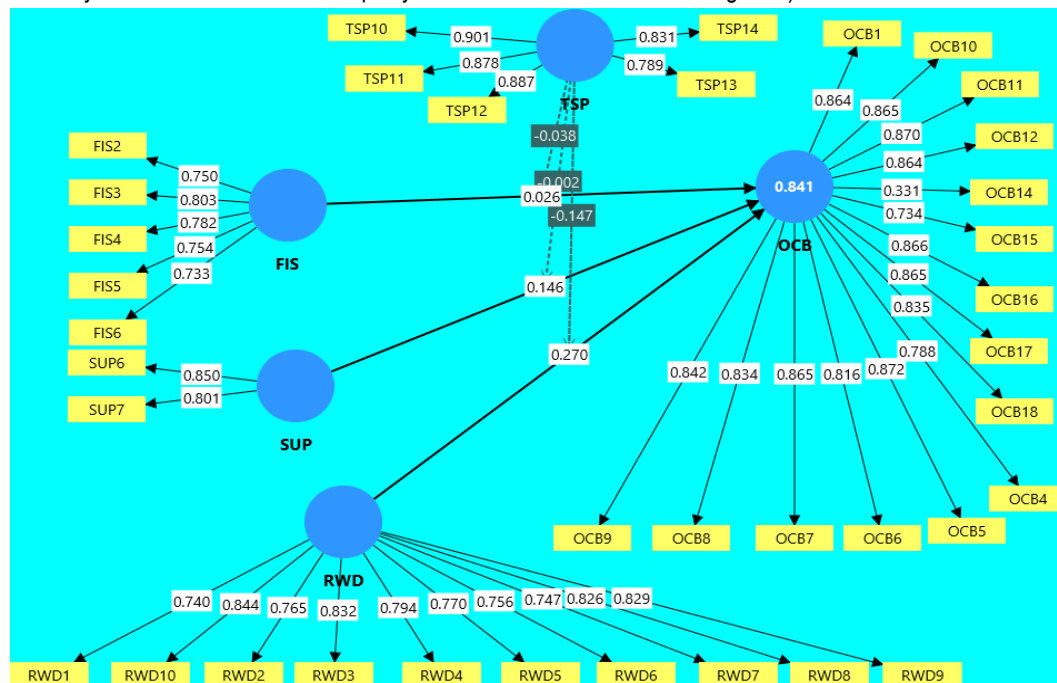 TSP10
0.901
0.831
TSP14
OCB1
OCB10
TSP11
0.878
0.887
0.789
TSP13
TSP12
TSP
OCB11
0.864
0.865
0.870
0.864
OCB12
FIS2
-0.038
0.750
FIS3
0.803
-0.002
0.026
0.841
0.331
OCB14
FIS4
0.782
-0.147
0.734
0.754
0.866
OCB15
FIS
OCB
0.733
0.865
FIS5
0.146
0.835
OCB16
FIS6
0.788
OCB17
SUP6
0.850
0.270
0.842
0.834
0.865
0.816
0.872
SUP7
0.801
OCB18
SUP
OCB4
OCB9
OCB8
OCB7
OCB6
OCB5
RWD
0.740
0.844
0.765
0.832
0.794
0.770
0.756
0.747
0.826
0.829
RWD1
RWD10
RWD2
RWD3
RWD4
RWD5
RWD6
RWD7
RWD8
RWD9